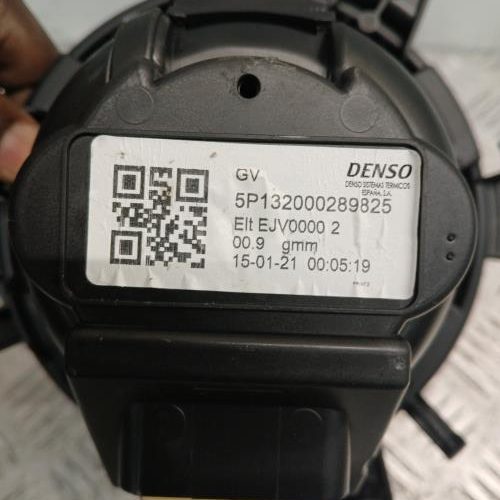 GV
DENSO
DENSO SISTEMAS TERMICOS
ESPAÑA, S.A.
5P132000289825
Elt EJV0000 2
00.9 gmm
15-01-21 00:05:19